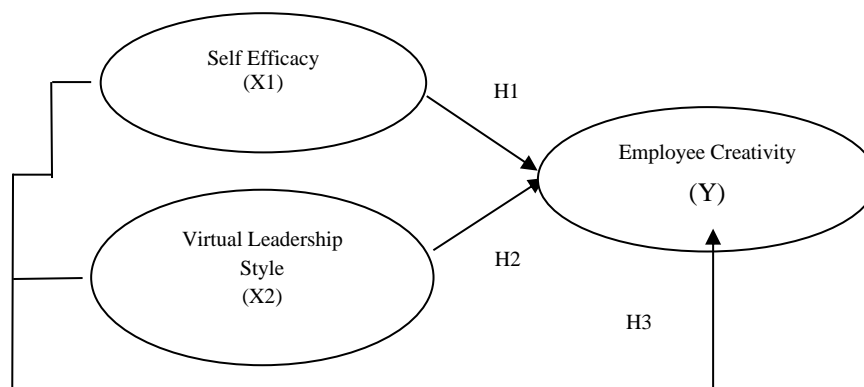 Self Efficacy
(X1)
H1
Employee Creativity
(Y)
Virtual Leadership
Style
(X2)
H2
H3